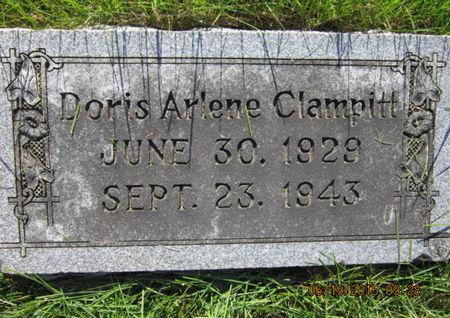 Doris Arlene Clampitt
JUNE 30, 1929
SEPT. 23, 1943